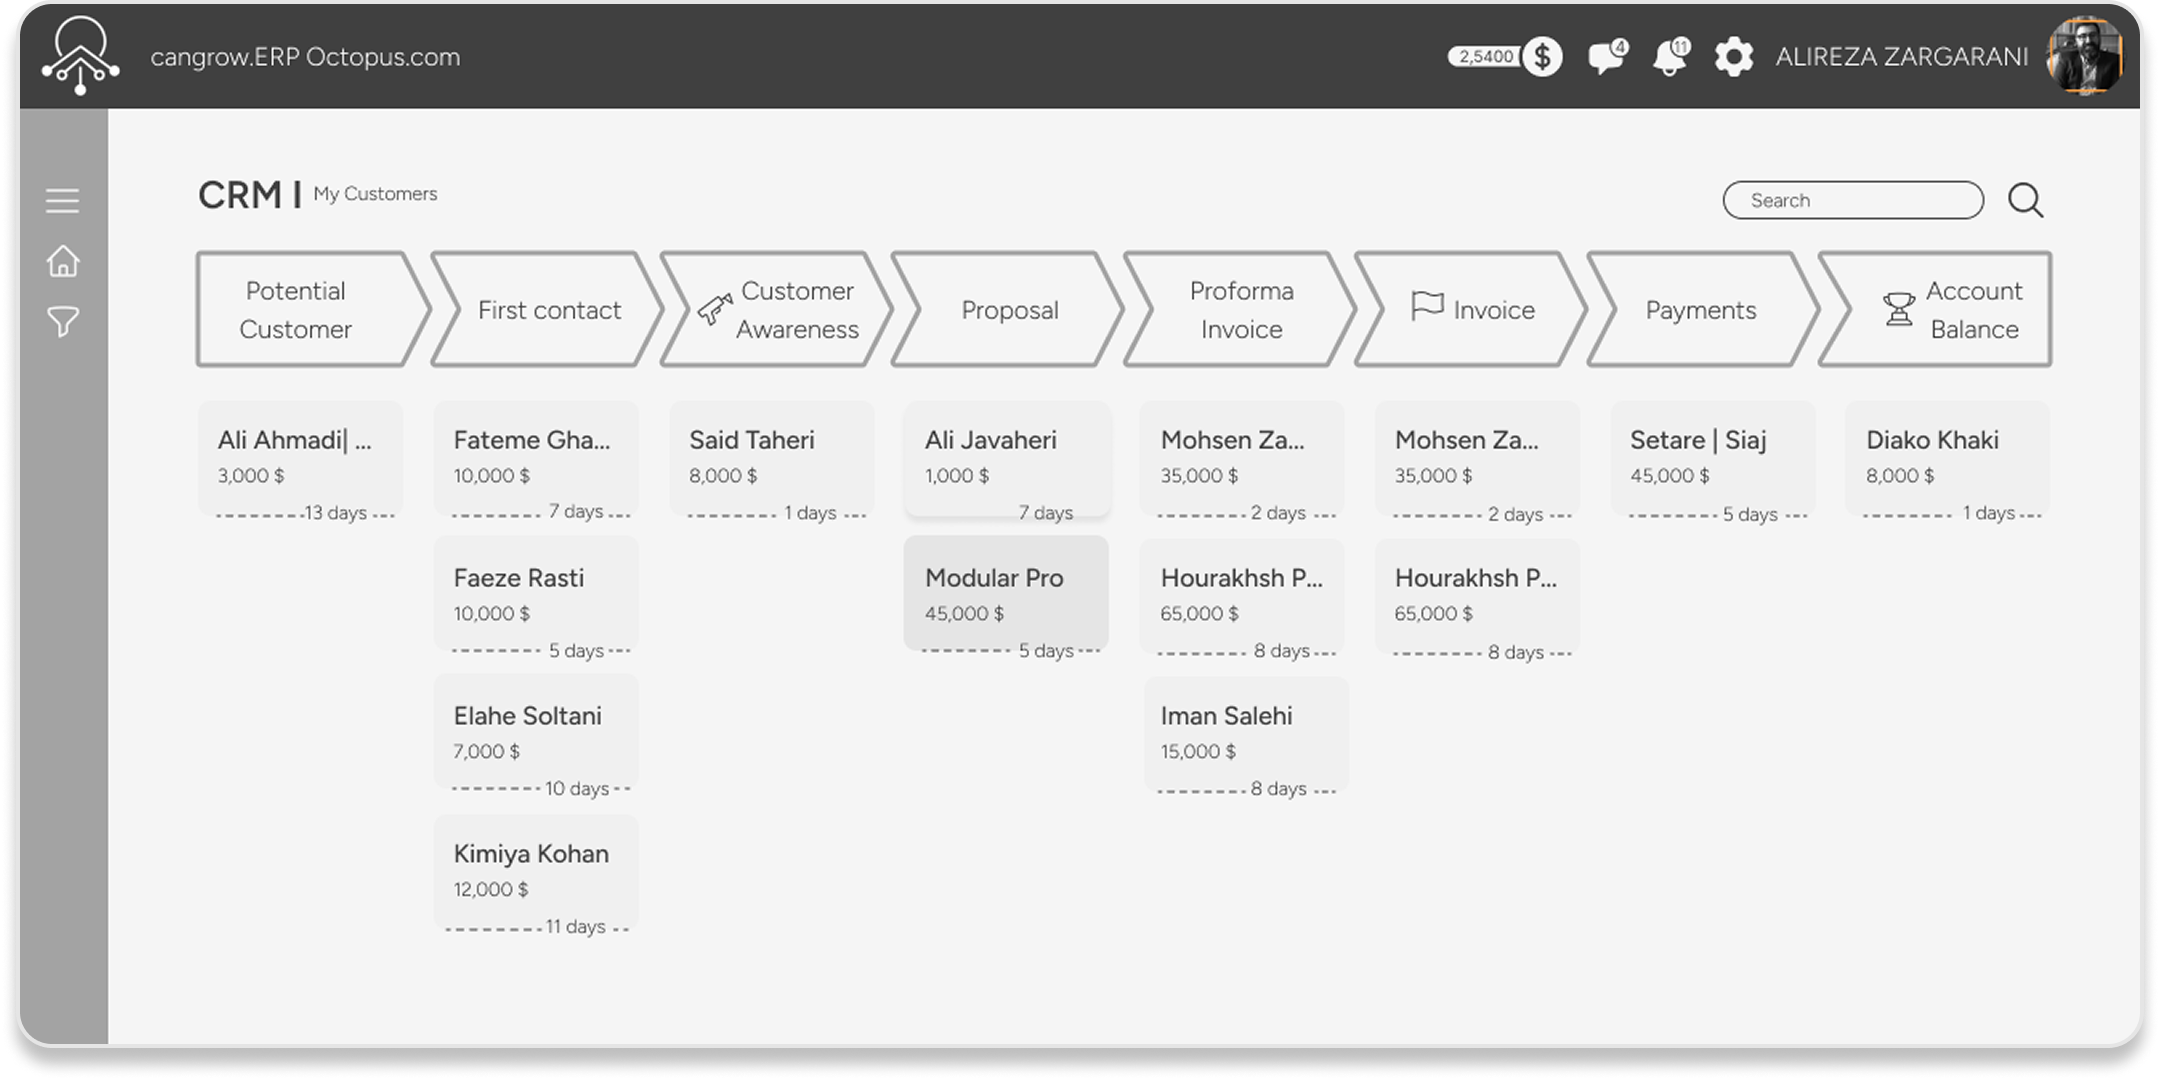 cangrow.ERP Octopus.com
2,5400 $
4
11
ALIREZA ZARGARANI
CRM | My Customers
Search
Potential
Customer
First contact
Customer
Awareness
Proposal
Proforma
Invoice
Invoice
Payments
Account
Balance
Ali Ahmadi| ...
3,000 $
13 days
Fateme Gha...
10,000 $
7 days
Faeze Rasti
10,000 $
5 days
Elahe Soltani
7,000 $
10 days
Kimiya Kohan
12,000 $
11 days
Said Taheri
8,000 $
1 days
Ali Javaheri
1,000 $
7 days
Modular Pro
45,000 $
5 days
Mohsen Za...
35,000 $
2 days
Hourakhsh P...
65,000 $
8 days
Iman Salehi
15,000 $
8 days
Mohsen Za...
35,000 $
2 days
Hourakhsh P...
65,000 $
8 days
Setare | Siaj
45,000 $
5 days
Diako Khaki
8,000 $
1 days